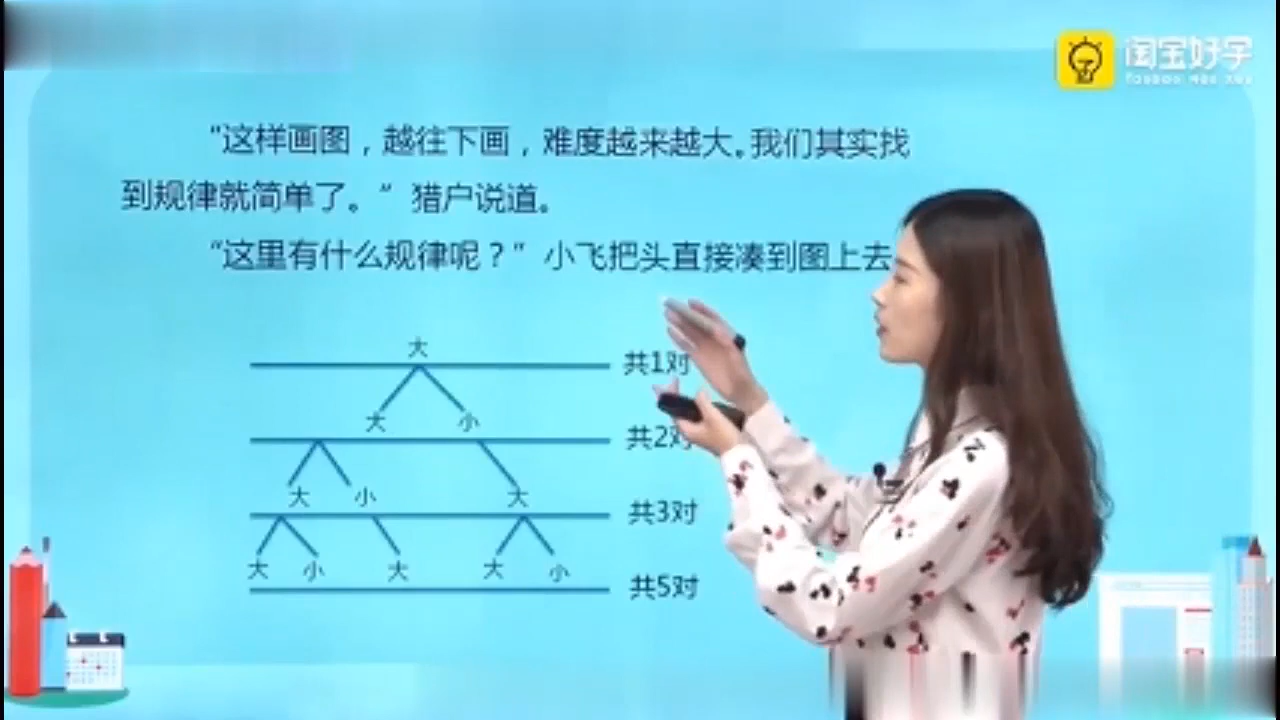 淘宝好学
“这样画图，越往下画，难度越来越大。我们其实找
到规律就简单了。”猎户说道。
“这里有什么规律呢？”小飞把头直接凑到图上去
大
共1对
大 小
共2对
大 小 大
共3对
大 小 大 大 小
共5对